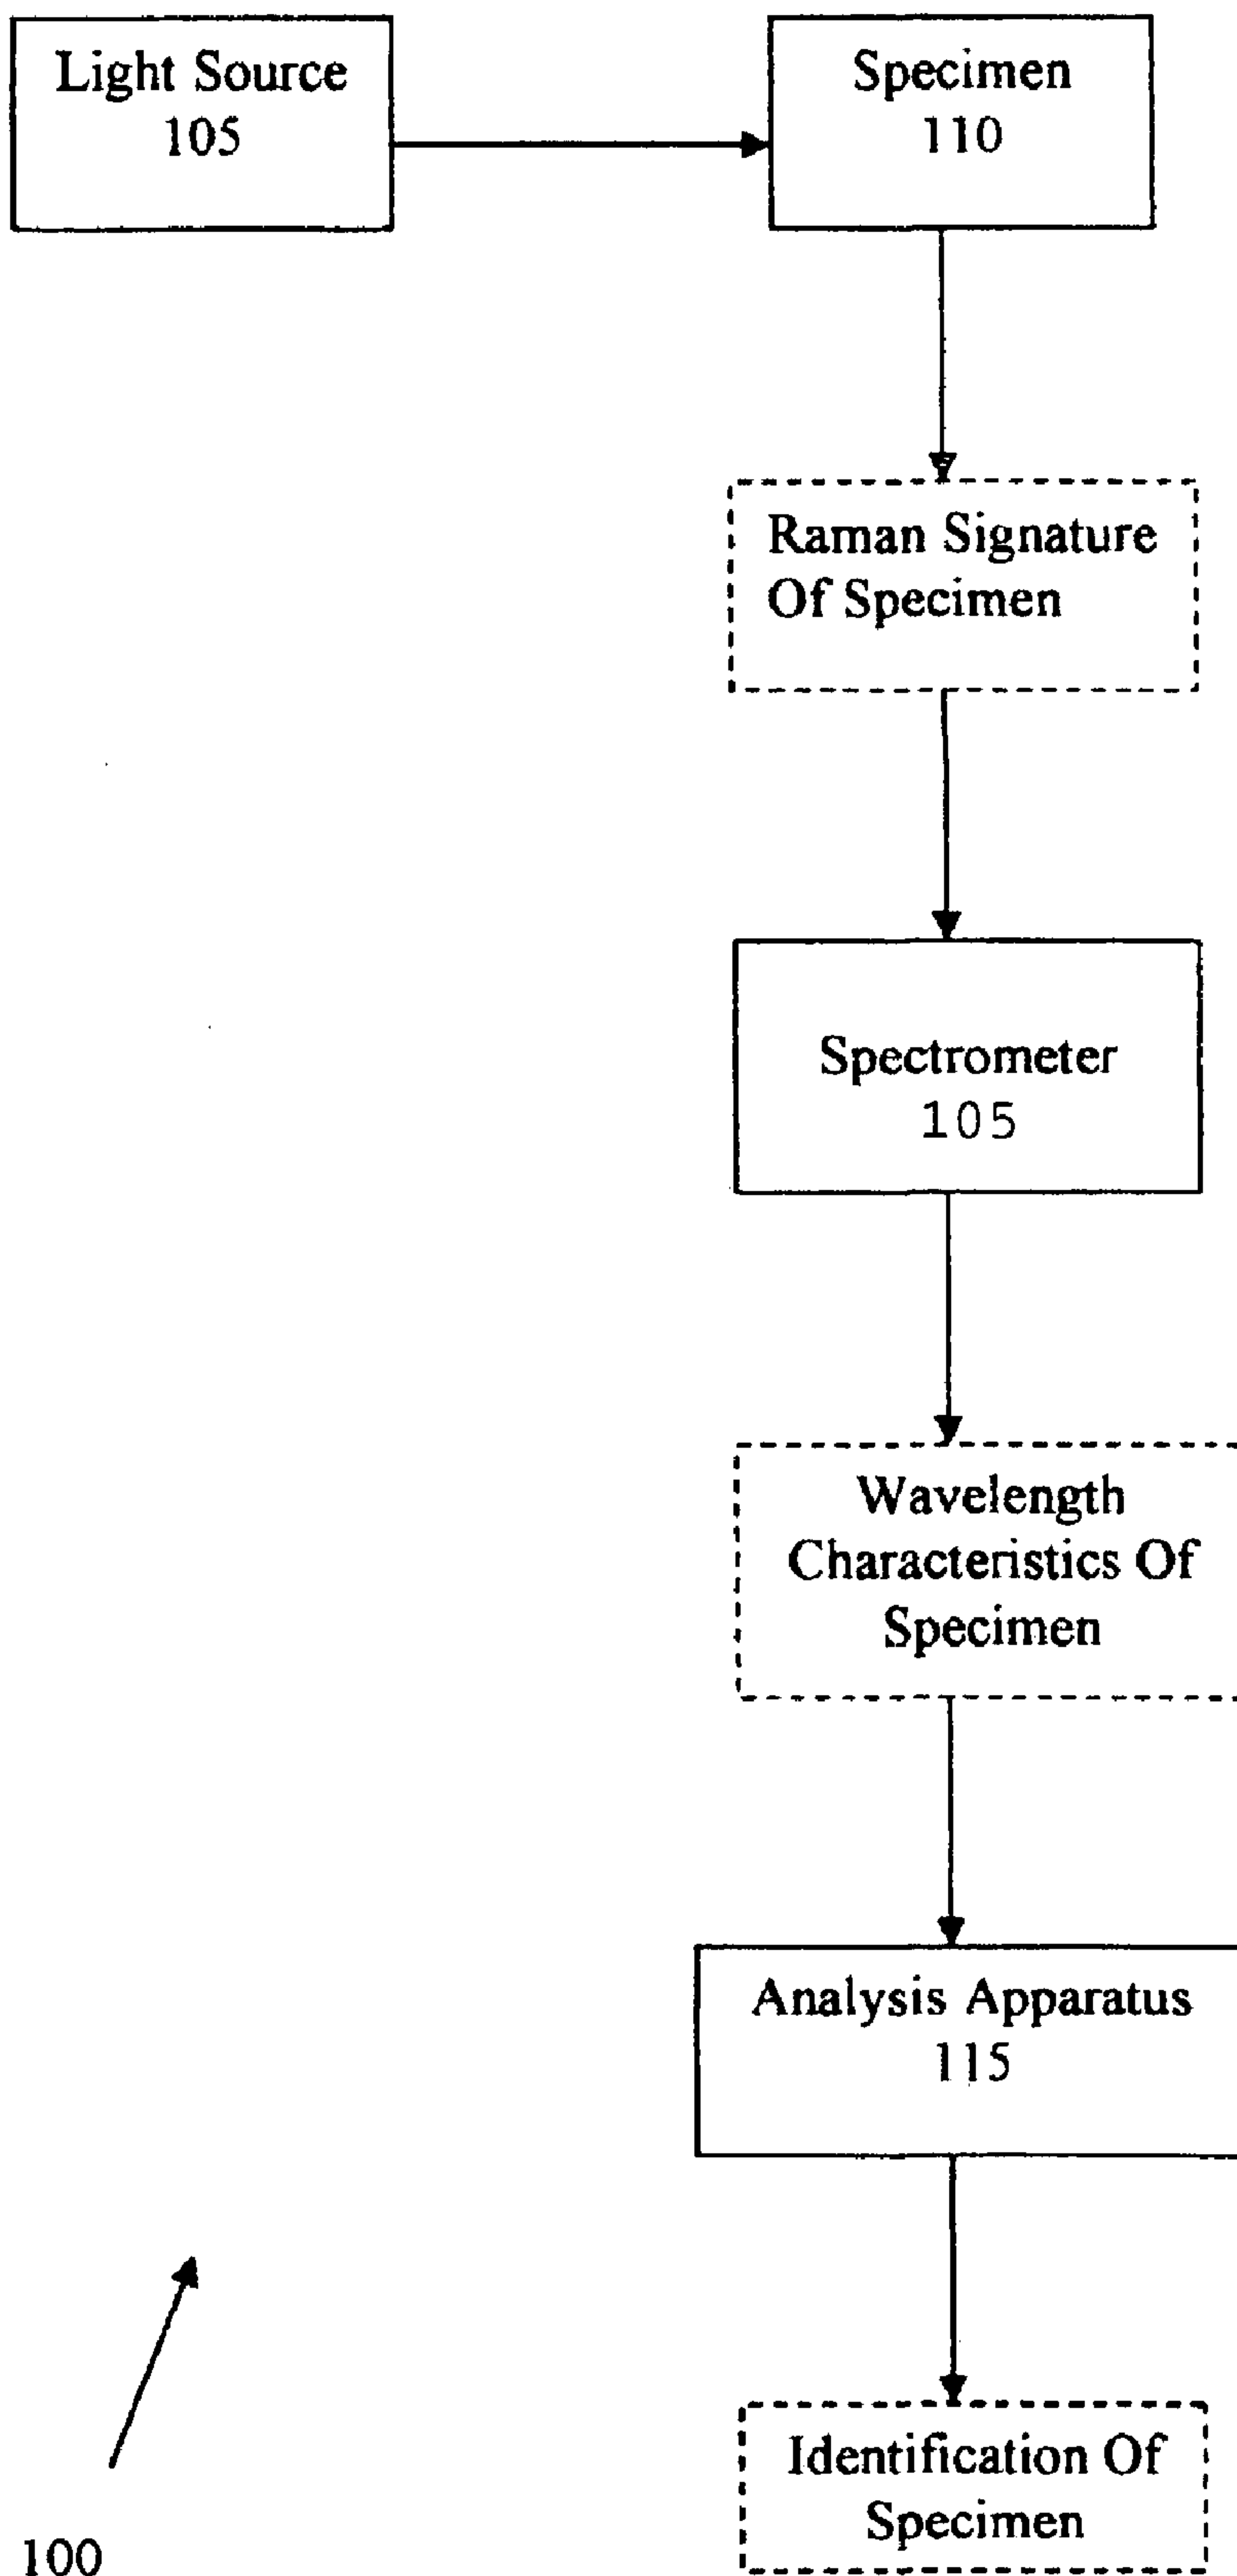 Light Source
105
Specimen
110
Raman Signature
Of Specimen
Spectrometer
105
Wavelength
Characteristics Of
Specimen
Analysis Apparatus
115
Identification Of
Specimen
100